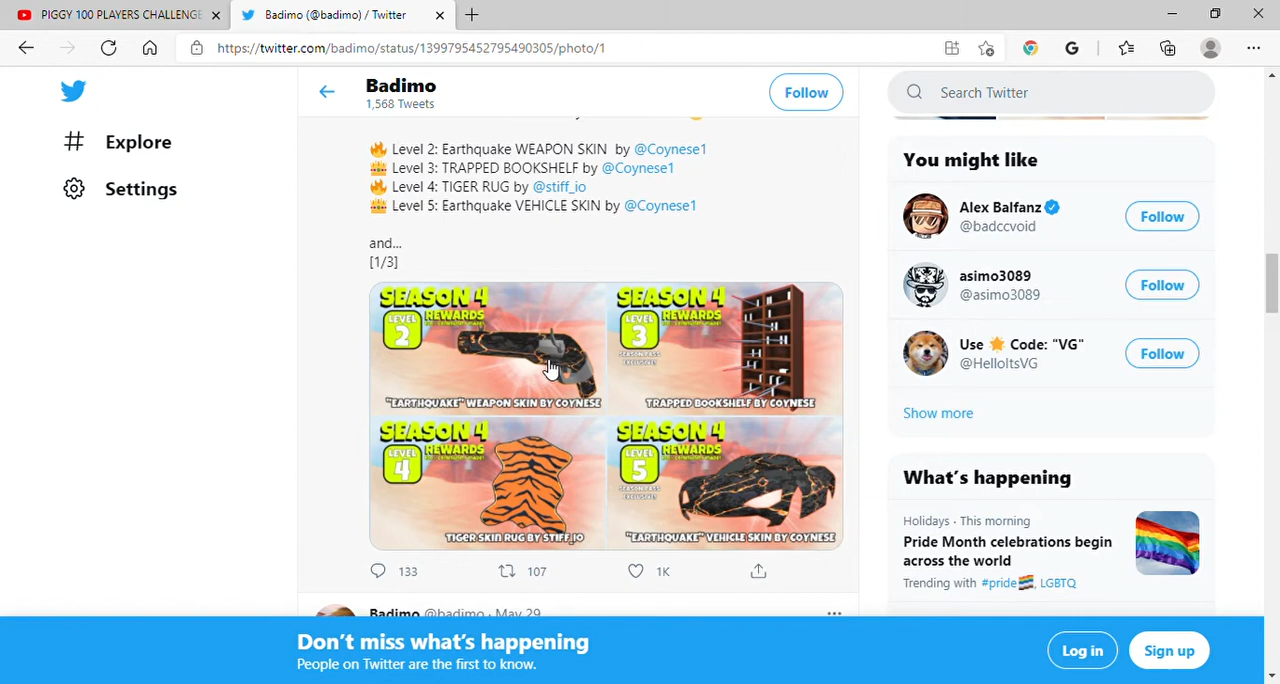 PIGGY 100 PLAYERS CHALLENGE
Badimo (@badimo) / Twitter
https://twitter.com/badimo/status/1399795452795490305/photo/1
Explore
Settings
Badimo
1,568 Tweets
Follow
Level 2: Earthquake WEAPON SKIN by @Coynese1
Level 3: TRAPPED BOOKSHELF by @Coynese1
Level 4: TIGER RUG by @stiff_io
Level 5: Earthquake VEHICLE SKIN by @Coynese1
and...
[1/3]
SEASON 4
REWARDS
LEVEL
2
"EARTHQUAKE" WEAPON SKIN BY COYNESE
SEASON 4
REWARDS
LEVEL
3
SEASON PASS
EXCLUSIVE!
TRAPPED BOOKSHELF BY COYNESE
SEASON 4
REWARDS
LEVEL
4
TIGER SKIN RUG BY STIFF_IO
SEASON 4
REWARDS
LEVEL
5
SEASON PASS
EXCLUSIVE!
"EARTHQUAKE" VEHICLE SKIN BY COYNESE
133
107
1K
Badimo @badimo · May 29
Search Twitter
You might like
Alex Balfanz
@badccvoid
Follow
asimo3089
@asimo3089
Follow
Use 🌟 Code: "VG"
@HelloItsVG
Follow
Show more
What's happening
Holidays · This morning
Pride Month celebrations begin
across the world
Trending with #pride🏳️‍🌈, LGBTQ
Don't miss what's happening
People on Twitter are the first to know.
Log in
Sign up